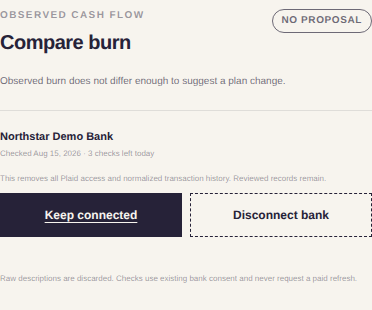 OBSERVED CASH FLOW
NO PROPOSAL
Compare burn
Observed burn does not differ enough to suggest a plan change.
Northstar Demo Bank
Checked Aug 15, 2026 · 3 checks left today
This removes all Plaid access and normalized transaction history. Reviewed records remain.
Keep connected
Disconnect bank
Raw descriptions are discarded. Checks use existing bank consent and never request a paid refresh.